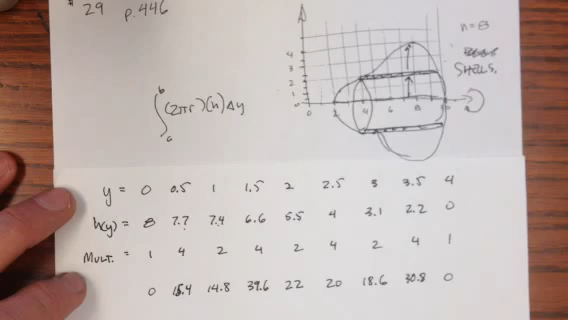 # 29 p.446
n = 8
SHELLS.
4
3
2
1
0
0 2 4 6 8
∫ₐᵇ (2πr)(h)Δy
y = 0 0.5 1 1.5 2 2.5 3 3.5 4
h(y) = 8 7.7 7.4 6.6 5.5 4 3.1 2.2 0
MULT. = 1 4 2 4 2 4 2 4 1
0 15.4 14.8 39.6 22 20 18.6 30.8 0